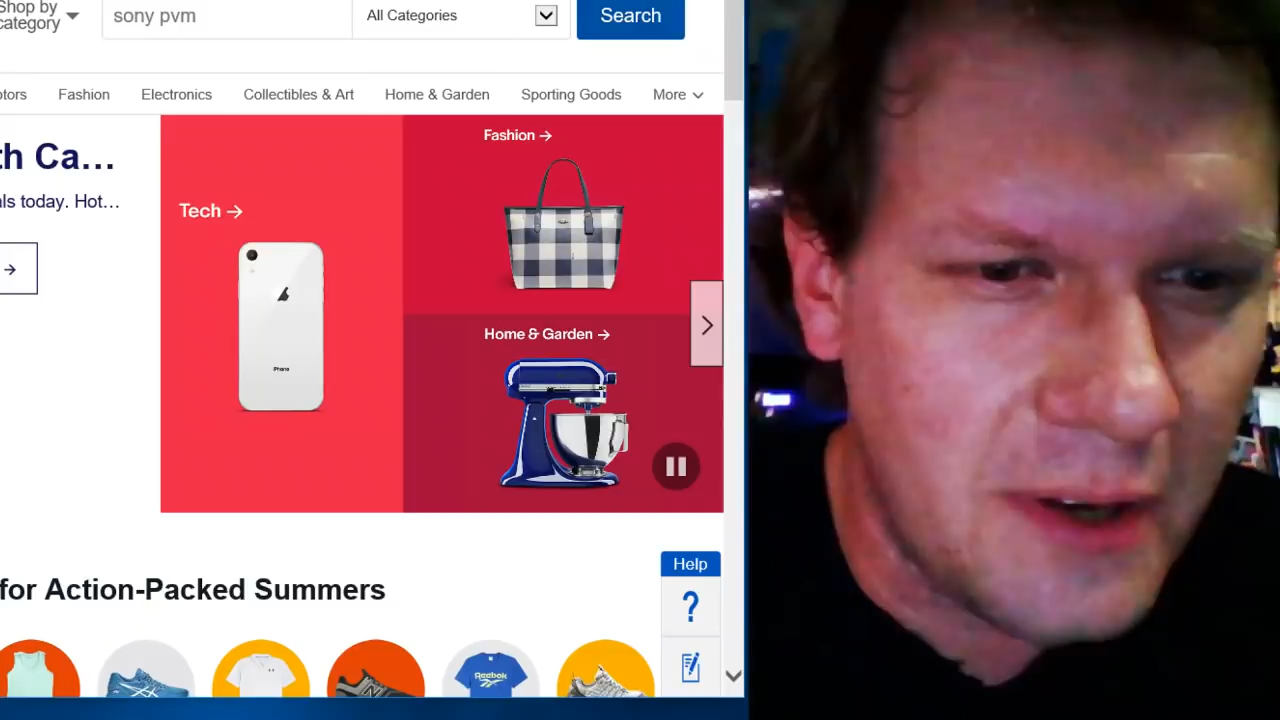 Shop by
category
sony pvm
All Categories
Search
otors
Fashion
Electronics
Collectibles & Art
Home & Garden
Sporting Goods
More
th Ca…
als today. Hot…
Tech →
Fashion →
Home & Garden →
iPhone
for Action-Packed Summers
Help
?
Reebok